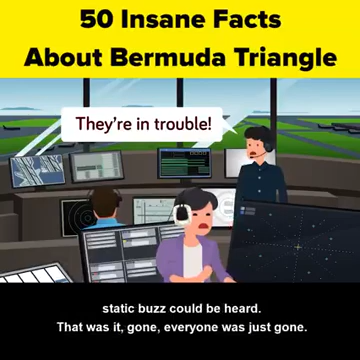 50 Insane Facts
About Bermuda Triangle
They're in trouble!
static buzz could be heard.
That was it, gone, everyone was just gone.